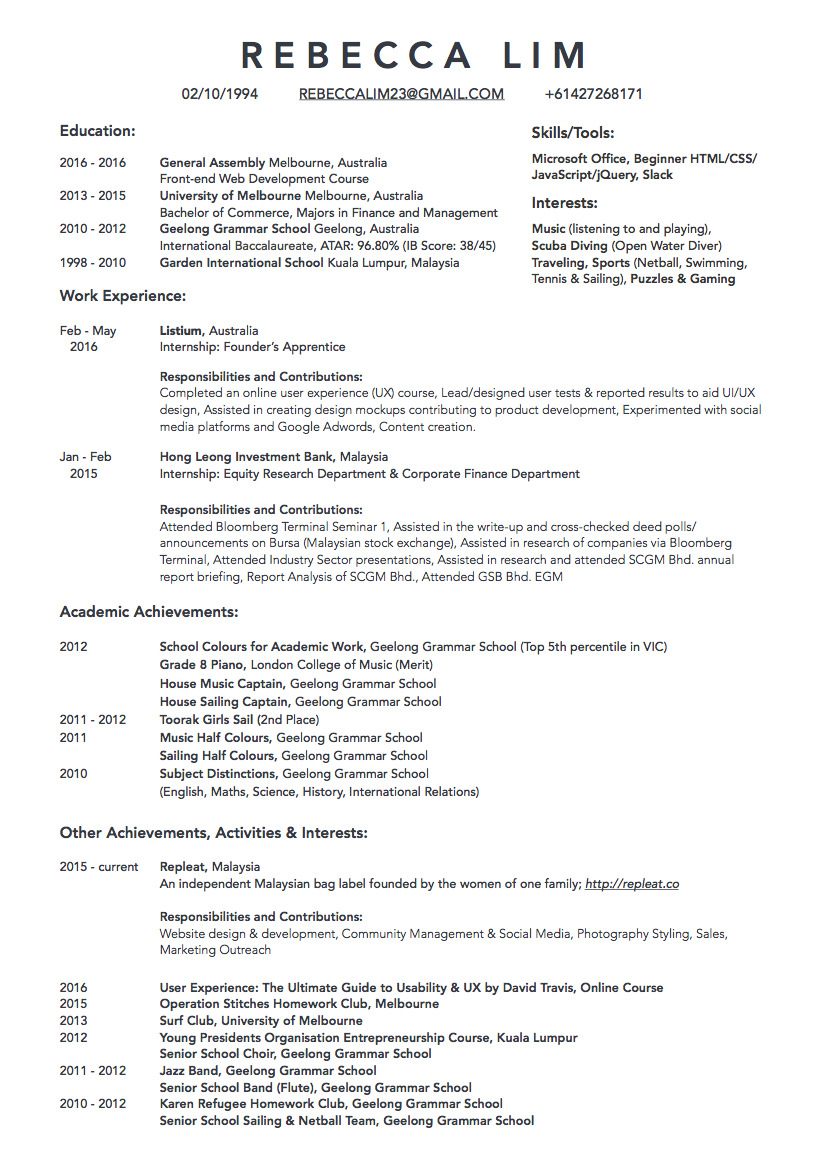 REBECCA LIM
02/10/1994 REBECCALIM23@GMAIL.COM +61427268171
Education:
2016 - 2016 General Assembly Melbourne, Australia
Front-end Web Development Course
2013 - 2015 University of Melbourne Melbourne, Australia
Bachelor of Commerce, Majors in Finance and Management
2010 - 2012 Geelong Grammar School Geelong, Australia
International Baccalaureate, ATAR: 96.80% (IB Score: 38/45)
1998 - 2010 Garden International School Kuala Lumpur, Malaysia
Skills/Tools:
Microsoft Office, Beginner HTML/CSS/
JavaScript/jQuery, Slack
Interests:
Music (listening to and playing),
Scuba Diving (Open Water Diver)
Traveling, Sports (Netball, Swimming,
Tennis & Sailing), Puzzles & Gaming
Work Experience:
Feb - May Listium, Australia
2016 Internship: Founder's Apprentice
Responsibilities and Contributions:
Completed an online user experience (UX) course, Lead/designed user tests & reported results to aid UI/UX
design, Assisted in creating design mockups contributing to product development, Experimented with social
media platforms and Google Adwords, Content creation.
Jan - Feb Hong Leong Investment Bank, Malaysia
2015 Internship: Equity Research Department & Corporate Finance Department
Responsibilities and Contributions:
Attended Bloomberg Terminal Seminar 1, Assisted in the write-up and cross-checked deed polls/
announcements on Bursa (Malaysian stock exchange), Assisted in research of companies via Bloomberg
Terminal, Attended Industry Sector presentations, Assisted in research and attended SCGM Bhd. annual
report briefing, Report Analysis of SCGM Bhd., Attended GSB Bhd. EGM
Academic Achievements:
2012 School Colours for Academic Work, Geelong Grammar School (Top 5th percentile in VIC)
Grade 8 Piano, London College of Music (Merit)
House Music Captain, Geelong Grammar School
House Sailing Captain, Geelong Grammar School
2011 - 2012 Toorak Girls Sail (2nd Place)
2011 Music Half Colours, Geelong Grammar School
Sailing Half Colours, Geelong Grammar School
2010 Subject Distinctions, Geelong Grammar School
(English, Maths, Science, History, International Relations)
Other Achievements, Activities & Interests:
2015 - current Repleat, Malaysia
An independent Malaysian bag label founded by the women of one family; http://repleat.co
Responsibilities and Contributions:
Website design & development, Community Management & Social Media, Photography Styling, Sales,
Marketing Outreach
2016 User Experience: The Ultimate Guide to Usability & UX by David Travis, Online Course
2015 Operation Stitches Homework Club, Melbourne
2013 Surf Club, University of Melbourne
2012 Young Presidents Organisation Entrepreneurship Course, Kuala Lumpur
Senior School Choir, Geelong Grammar School
2011 - 2012 Jazz Band, Geelong Grammar School
Senior School Band (Flute), Geelong Grammar School
2010 - 2012 Karen Refugee Homework Club, Geelong Grammar School
Senior School Sailing & Netball Team, Geelong Grammar School